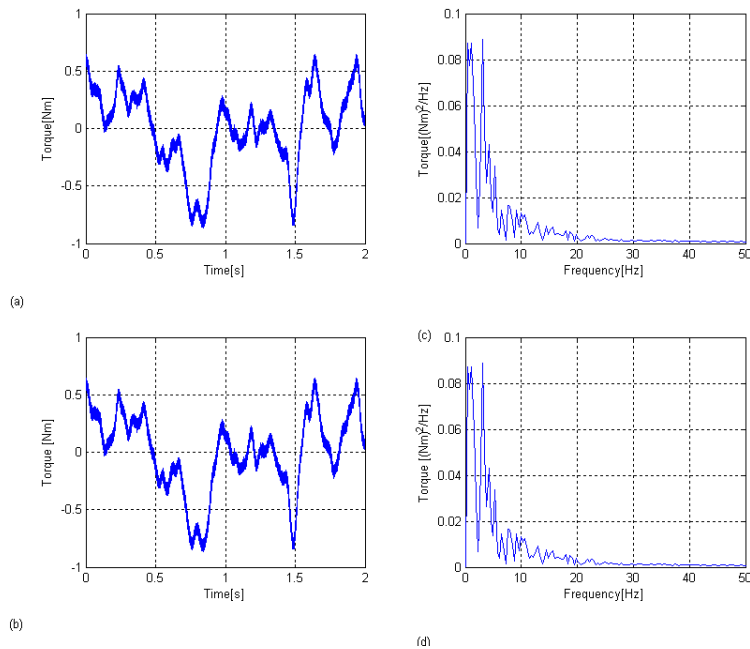 1
0.5
0
-0.5
-1
Torque[Nm]
0 0.5 1 1.5 2
Time[s]
(a)
0.1
0.08
0.06
0.04
0.02
0
Torque[(Nm)²/Hz]
0 10 20 30 40 50
Frequency[Hz]
(c)
1
0.5
0
-0.5
-1
Torque [Nm]
0 0.5 1 1.5 2
Time[s]
(b)
0.1
0.08
0.06
0.04
0.02
0
Torque [(Nm)²/Hz]
0 10 20 30 40 50
Frequency[Hz]
(d)